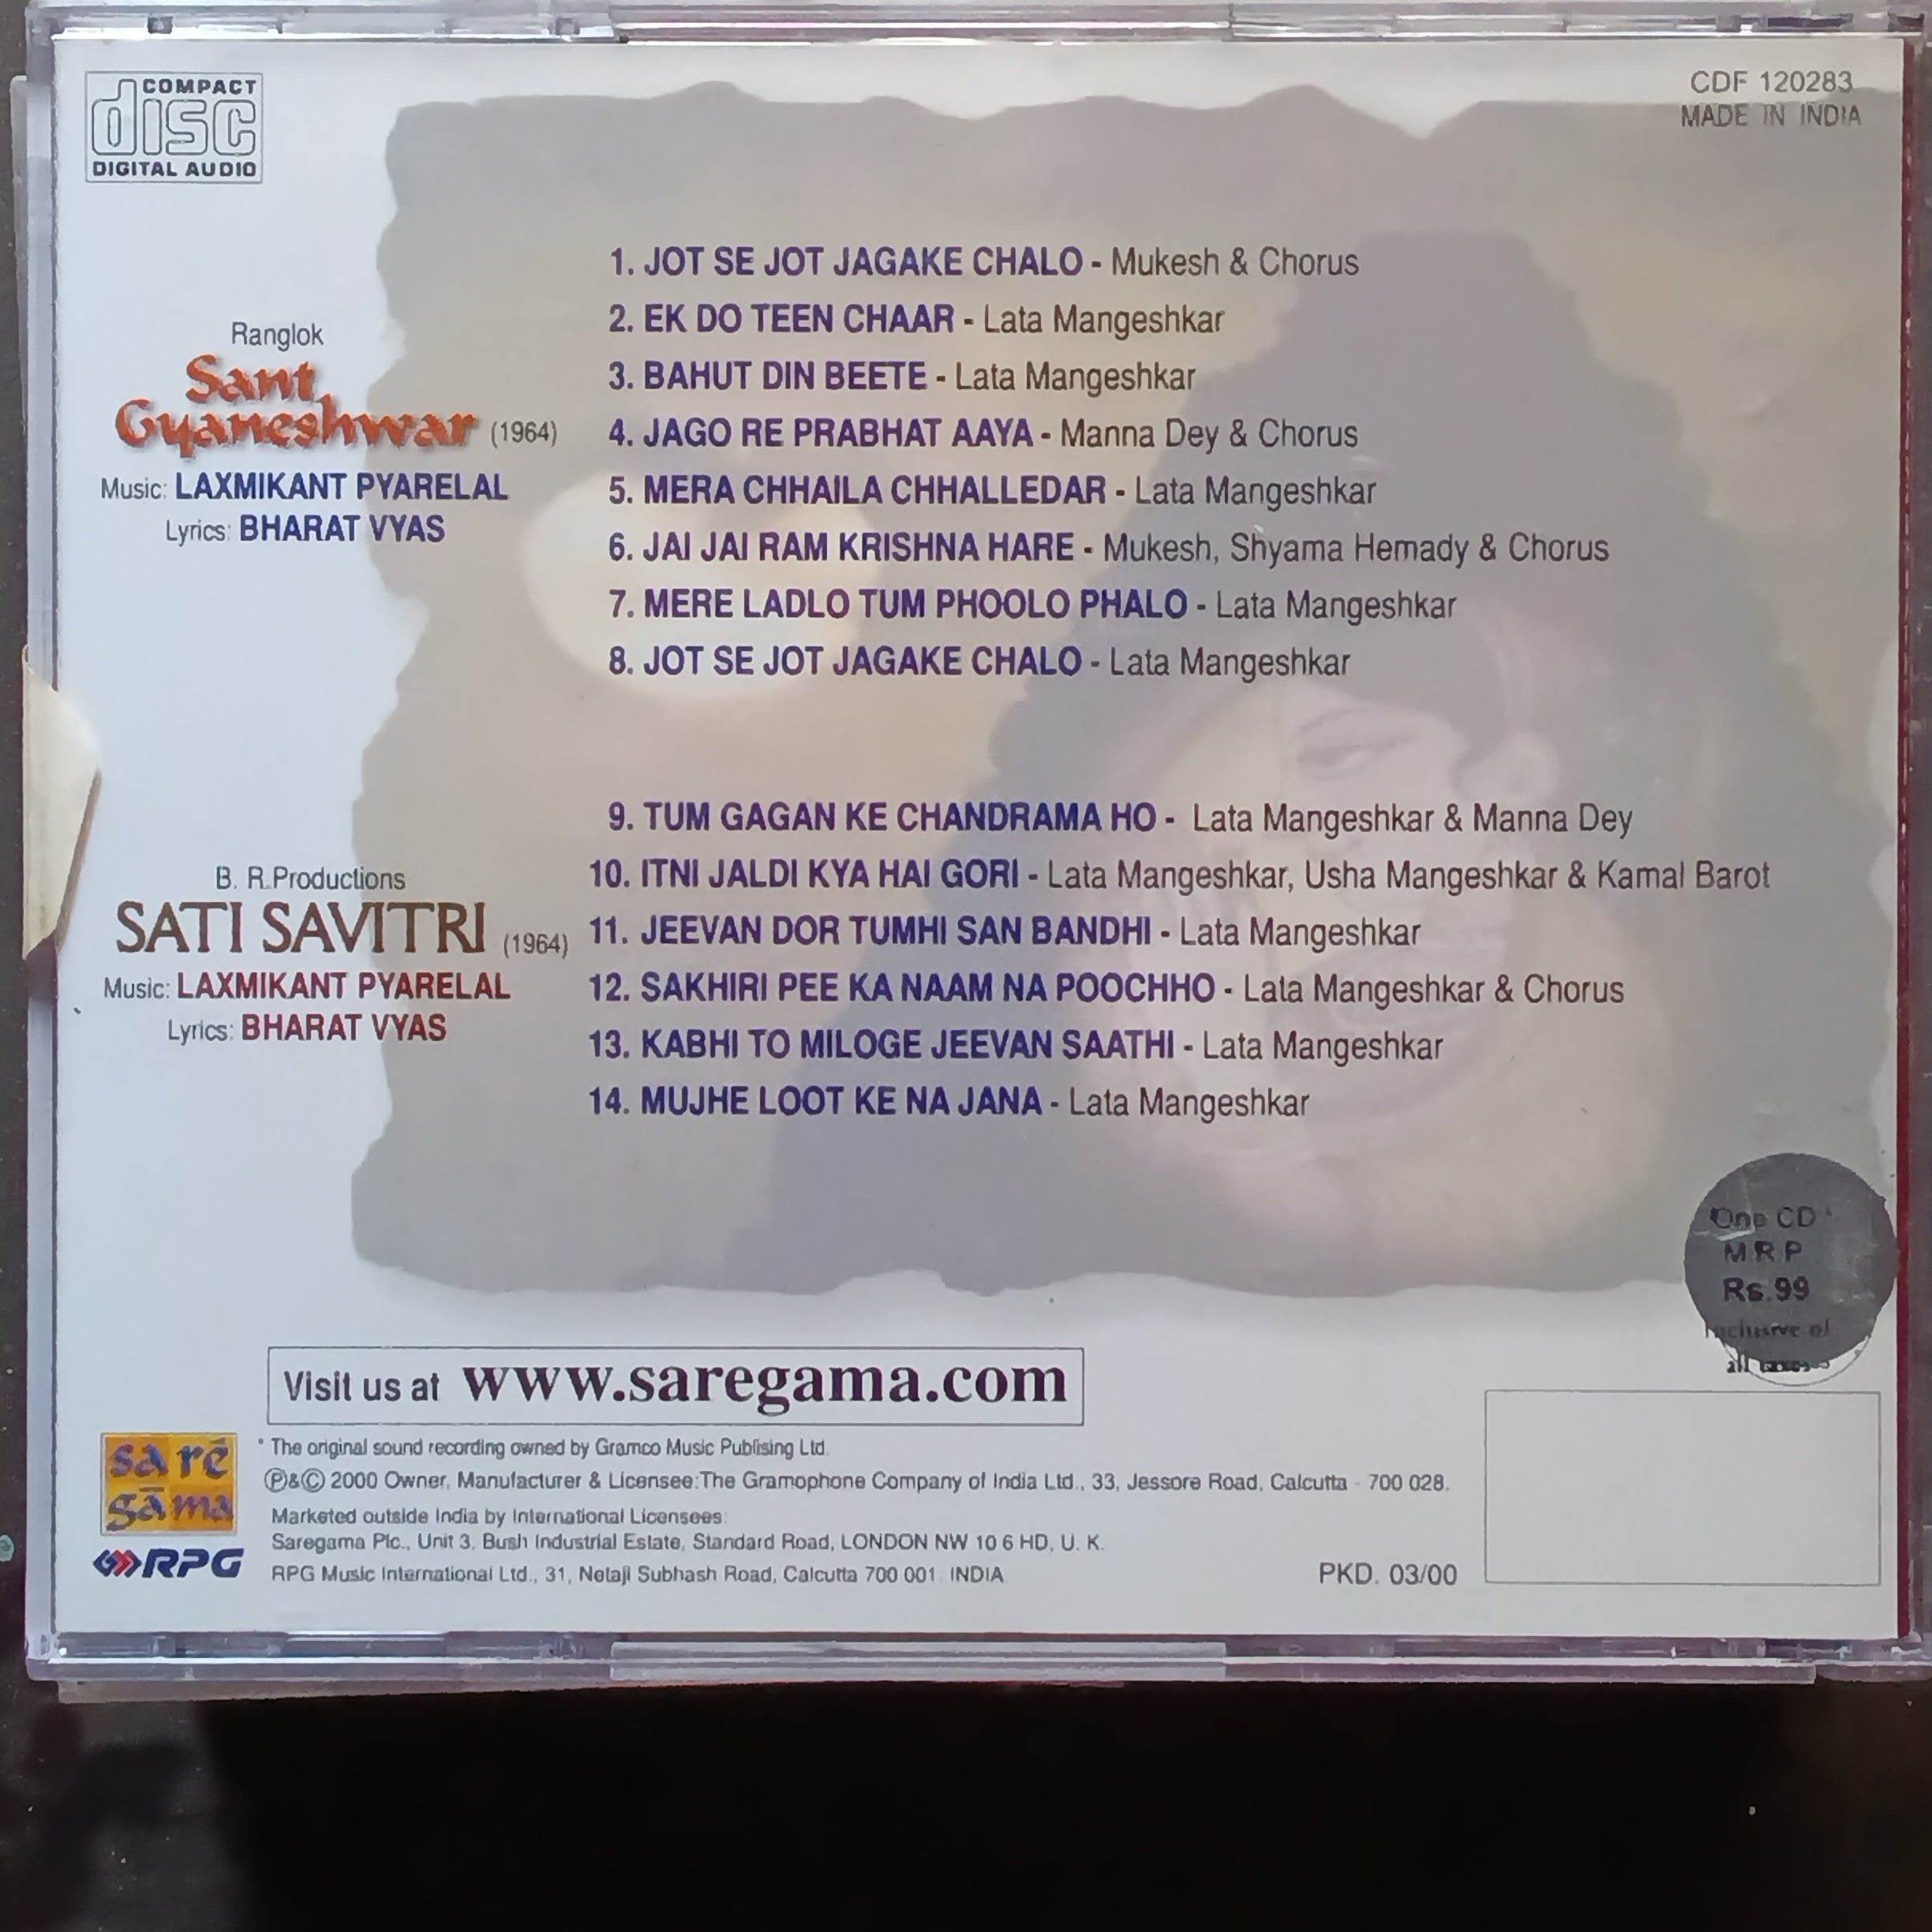 COMPACT
disc
DIGITAL AUDIO
CDF 120283
MADE IN INDIA
Ranglok
Sant
Gyaneshwar (1964)
Music: LAXMIKANT PYARELAL
Lyrics: BHARAT VYAS
1. JOT SE JOT JAGAKE CHALO - Mukesh & Chorus
2. EK DO TEEN CHAAR - Lata Mangeshkar
3. BAHUT DIN BEETE - Lata Mangeshkar
4. JAGO RE PRABHAT AAYA - Manna Dey & Chorus
5. MERA CHHAILA CHHALLEDAR - Lata Mangeshkar
6. JAI JAI RAM KRISHNA HARE - Mukesh, Shyama Hemady & Chorus
7. MERE LADLO TUM PHOOLO PHALO - Lata Mangeshkar
8. JOT SE JOT JAGAKE CHALO - Lata Mangeshkar
B. R. Productions
SATI SAVITRI (1964)
Music: LAXMIKANT PYARELAL
Lyrics: BHARAT VYAS
9. TUM GAGAN KE CHANDRAMA HO - Lata Mangeshkar & Manna Dey
10. ITNI JALDI KYA HAI GORI - Lata Mangeshkar, Usha Mangeshkar & Kamal Barot
11. JEEVAN DOR TUMHI SAN BANDHI - Lata Mangeshkar
12. SAKHIRI PEE KA NAAM NA POOCHHO - Lata Mangeshkar & Chorus
13. KABHI TO MILOGE JEEVAN SAATHI - Lata Mangeshkar
14. MUJHE LOOT KE NA JANA - Lata Mangeshkar
One CD
MRP
Rs.99
Inclusive of
all taxes
Visit us at www.saregama.com
sa rē
gāma
RPG
* The original sound recording owned by Gramco Music Publising Ltd.
Ⓟ&© 2000 Owner, Manufacturer & Licensee:The Gramophone Company of India Ltd., 33, Jessore Road, Calcutta - 700 028.
Marketed outside India by International Licensees:
Saregama Plc., Unit 3, Bush Industrial Estate, Standard Road, LONDON NW 10 6 HD, U. K.
RPG Music International Ltd., 31, Netaji Subhash Road, Calcutta 700 001. INDIA
PKD. 03/00